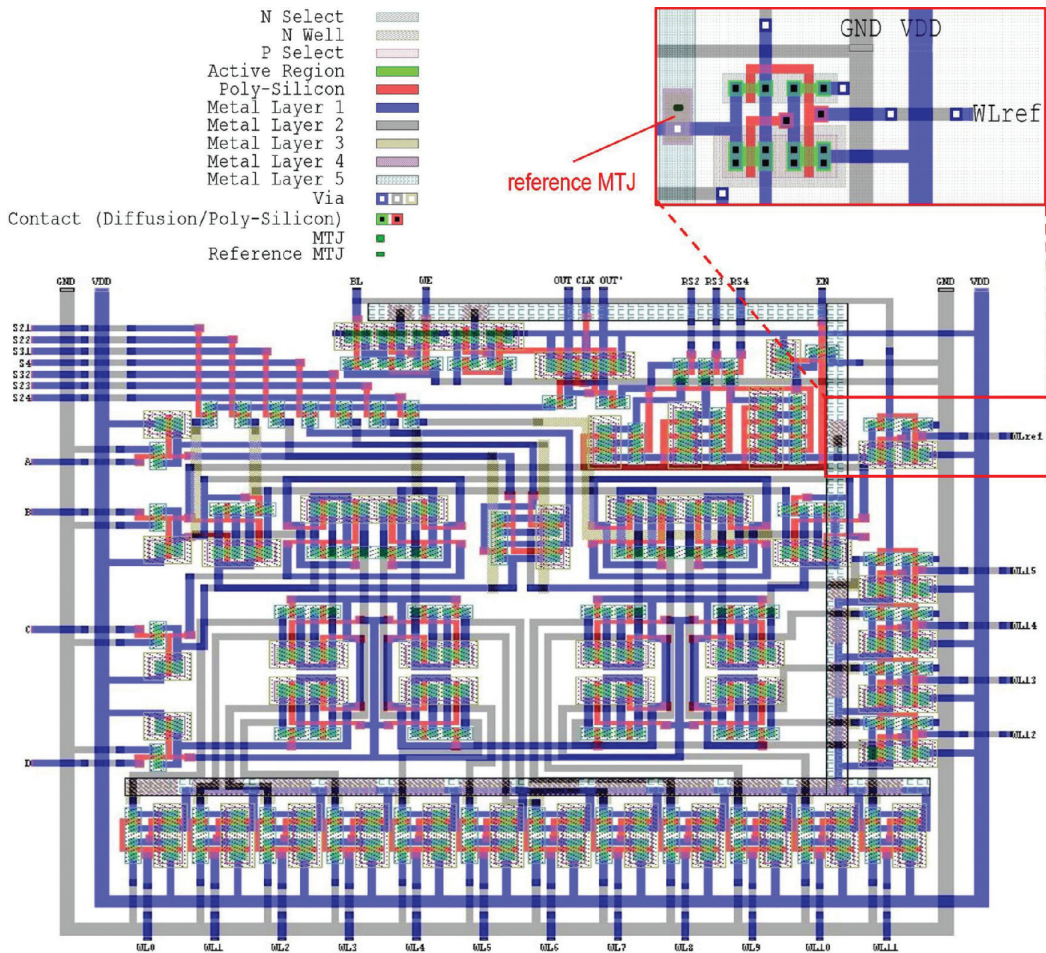 N Select
N Well
P Select
Active Region
Poly-Silicon
Metal Layer 1
Metal Layer 2
Metal Layer 3
Metal Layer 4
Metal Layer 5
Via
Contact (Diffusion/Poly-Silicon)
MTJ
Reference MTJ
GND VDD
WLref
reference MTJ
GND VDD BL WE OUT CLK OUT' RS2 RS3 RS4 EN GND VDD
S21
S22
S31
S4
S32
S23
S24
WLref
A
B
WL15
C
WL14
WL13
WL12
D
WL0 WL1 WL2 WL3 WL4 WL5 WL6 WL7 WL8 WL9 WL10 WL11